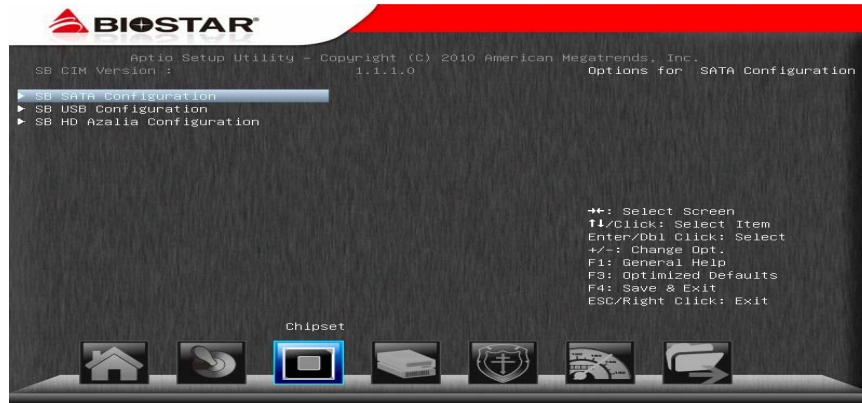 BIOSTAR®
Aptio Setup Utility - Copyright (C) 2010 American Megatrends, Inc.
SB CIM Version : 1.1.1.0
▶ SB SATA Configuration
▶ SB USB Configuration
▶ SB HD Azalia Configuration
Options for SATA Configuration
→←: Select Screen
↑↓/Click: Select Item
Enter/Dbl Click: Select
+/-: Change Opt.
F1: General Help
F3: Optimized Defaults
F4: Save & Exit
ESC/Right Click: Exit
Chipset